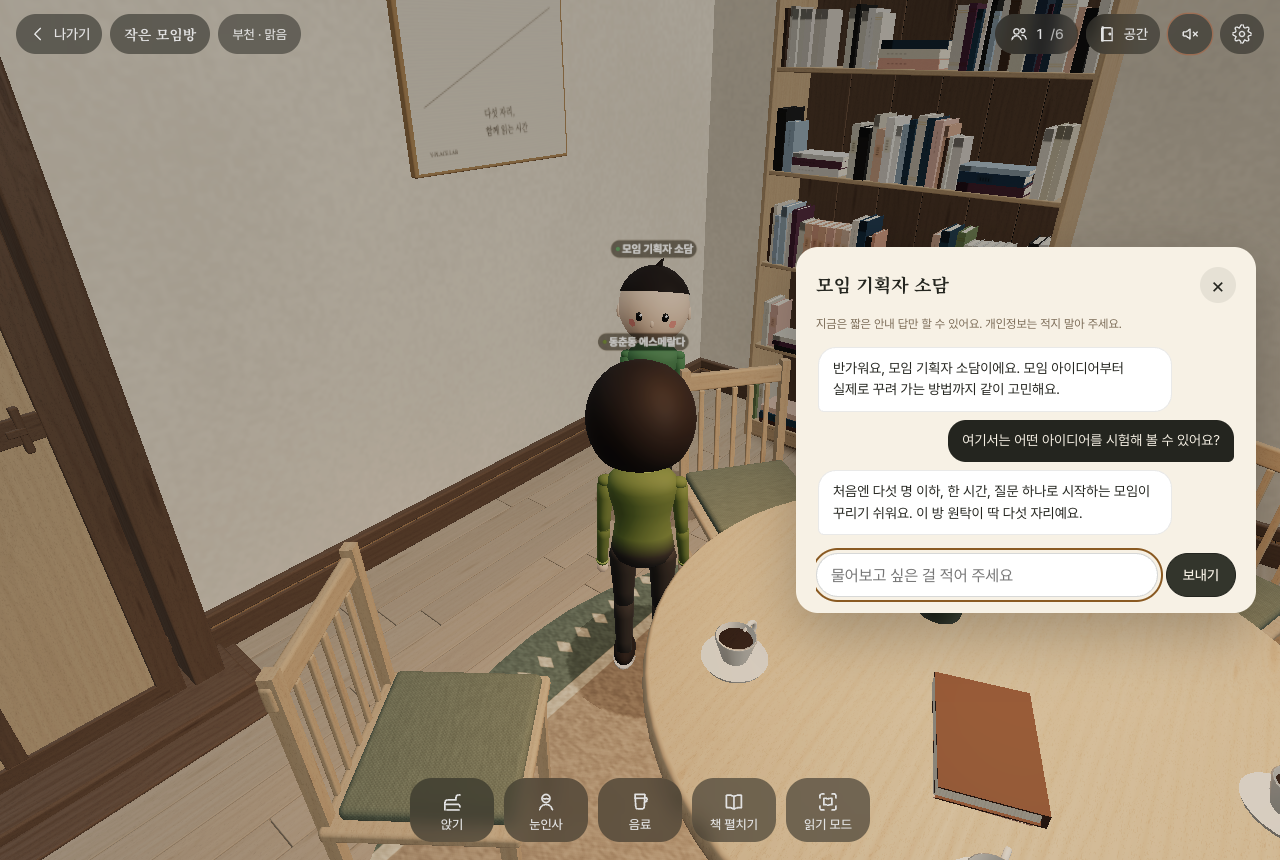 나가기
작은 모임방
부천 · 맑음
1 /6
공간
다섯 자리,
함께 읽는 시간
모임 기획자 소담
동춘동 에스메랄다
모임 기획자 소담
지금은 짧은 안내 답만 할 수 있어요. 개인정보는 적지 말아 주세요.
반가워요, 모임 기획자 소담이에요. 모임 아이디어부터
실제로 꾸려 가는 방법까지 같이 고민해요.
여기서는 어떤 아이디어를 시험해 볼 수 있어요?
처음엔 다섯 명 이하, 한 시간, 질문 하나로 시작하는 모임이
꾸리기 쉬워요. 이 방 원탁이 딱 다섯 자리예요.
물어보고 싶은 걸 적어 주세요
보내기
앉기
눈인사
음료
책 펼치기
읽기 모드